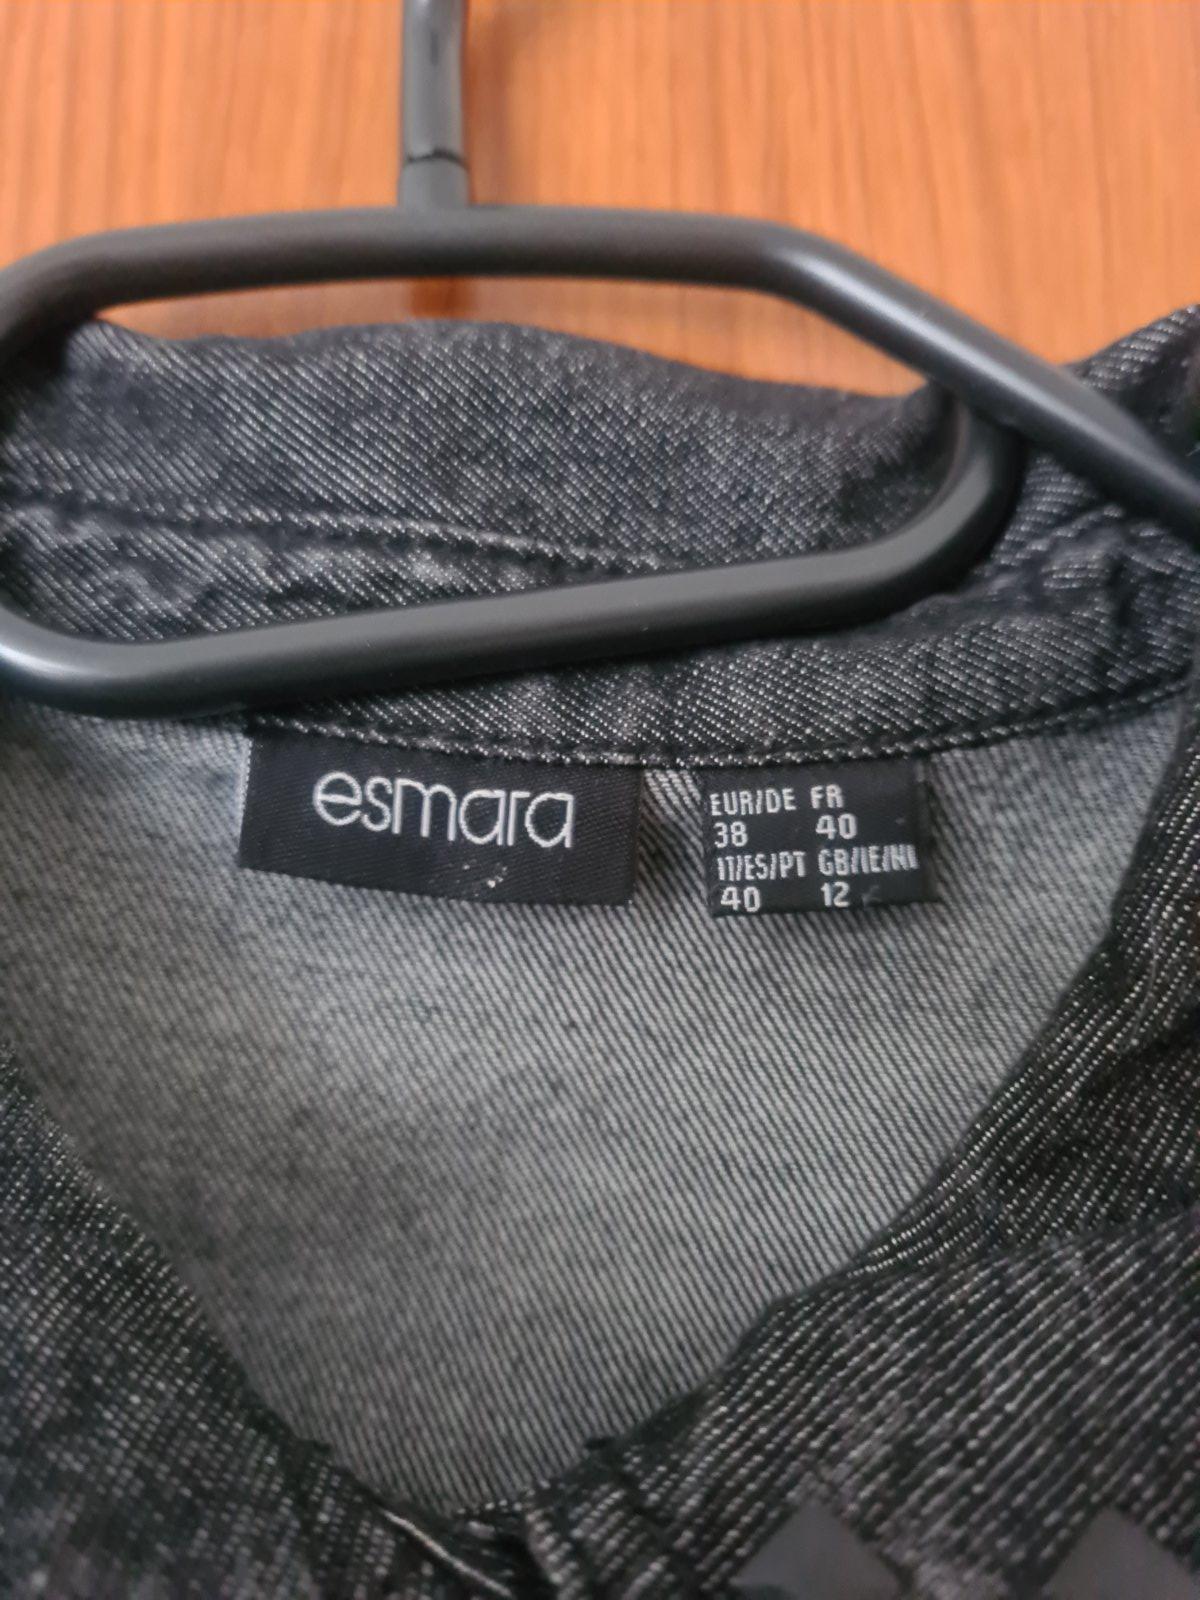 esmara
EUR/DE FR
38 40
IT/ES/PT GB/IE/NI
40 12